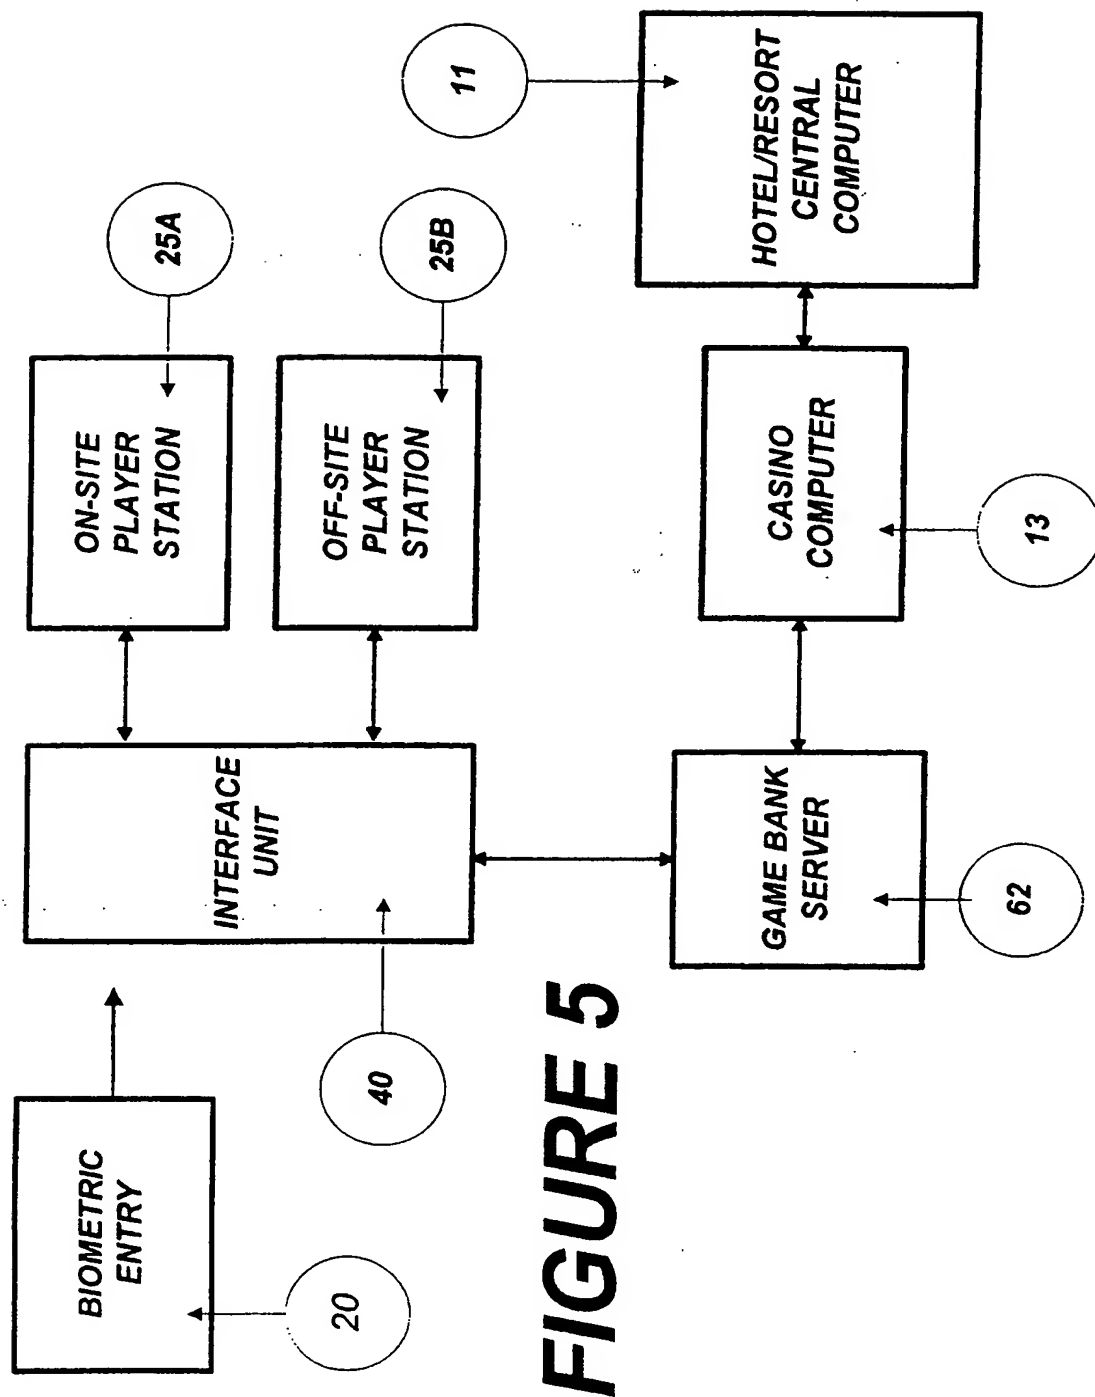 BIOMETRIC
ENTRY
20
INTERFACE
UNIT
40
ON-SITE
PLAYER
STATION
25A
OFF-SITE
PLAYER
STATION
25B
GAME BANK
SERVER
62
CASINO
COMPUTER
13
HOTEL/RESORT
CENTRAL
COMPUTER
11
FIGURE 5